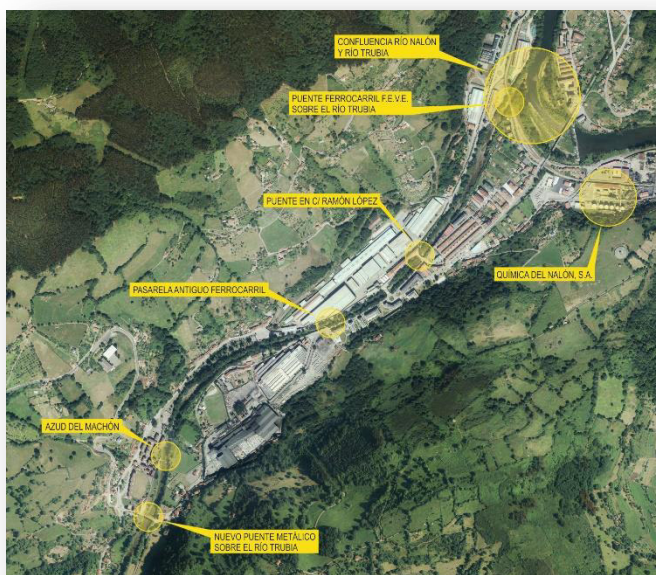 CONFLUENCIA RÍO NALÓN
Y RÍO TRUBIA
PUENTE FERROCARRIL F.E.V.E.
SOBRE EL RÍO TRUBIA
PUENTE EN C/ RAMÓN LÓPEZ
QUÍMICA DEL NALÓN, S.A.
PASARELA ANTIGUO FERROCARRIL
AZUD DEL MACHÓN
NUEVO PUENTE METÁLICO
SOBRE EL RÍO TRUBIA